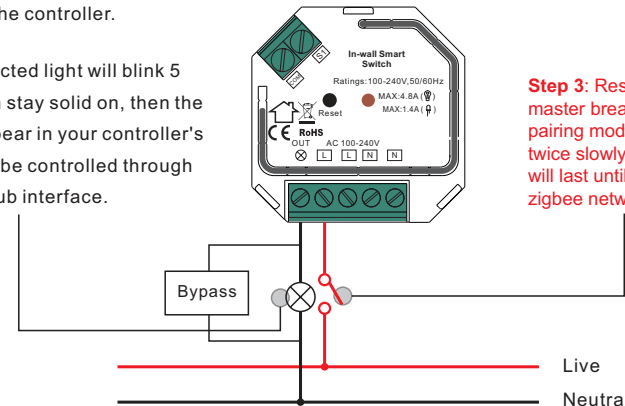 the controller.
cted light will blink 5
stay solid on, then the
pear in your controller's
be controlled through
ub interface.
S1
COM
In-wall Smart
Switch
Ratings:100-240V,50/60Hz
MAX:4.8A ( )
MAX:1.4A ( )
Reset
CE RoHS
OUT AC 100-240V
L L N N
Step 3: Res
master brea
pairing mod
twice slowly
will last until
zigbee netw
Bypass
Live
Neutra